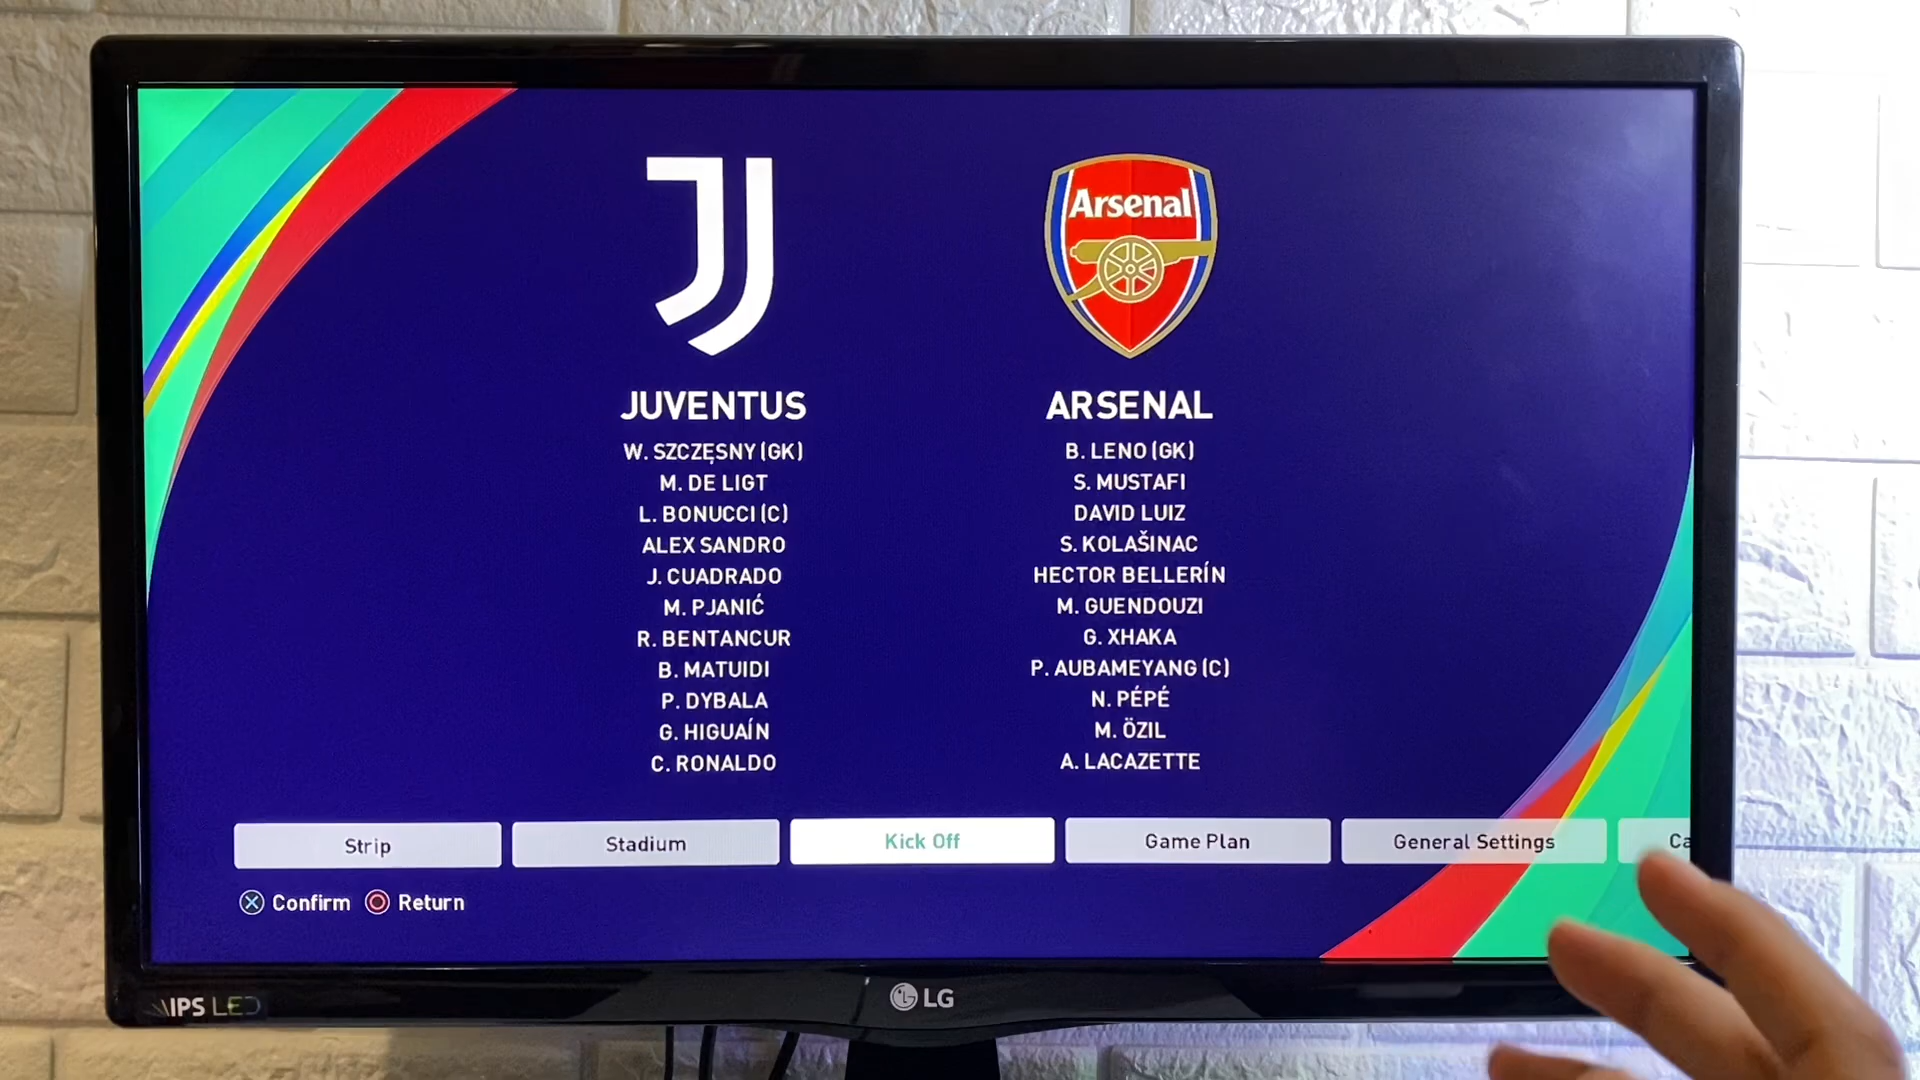 Arsenal
JUVENTUS
W. SZCZĘSNY (GK)
M. DE LIGT
L. BONUCCI (C)
ALEX SANDRO
J. CUADRADO
M. PJANIĆ
R. BENTANCUR
B. MATUIDI
P. DYBALA
G. HIGUAÍN
C. RONALDO
ARSENAL
B. LENO (GK)
S. MUSTAFI
DAVID LUIZ
S. KOLAŠINAC
HECTOR BELLERÍN
M. GUENDOUZI
G. XHAKA
P. AUBAMEYANG (C)
N. PÉPÉ
M. ÖZIL
A. LACAZETTE
Strip
Stadium
Kick Off
Game Plan
General Settings
Confirm
Return
IPS LED
LG